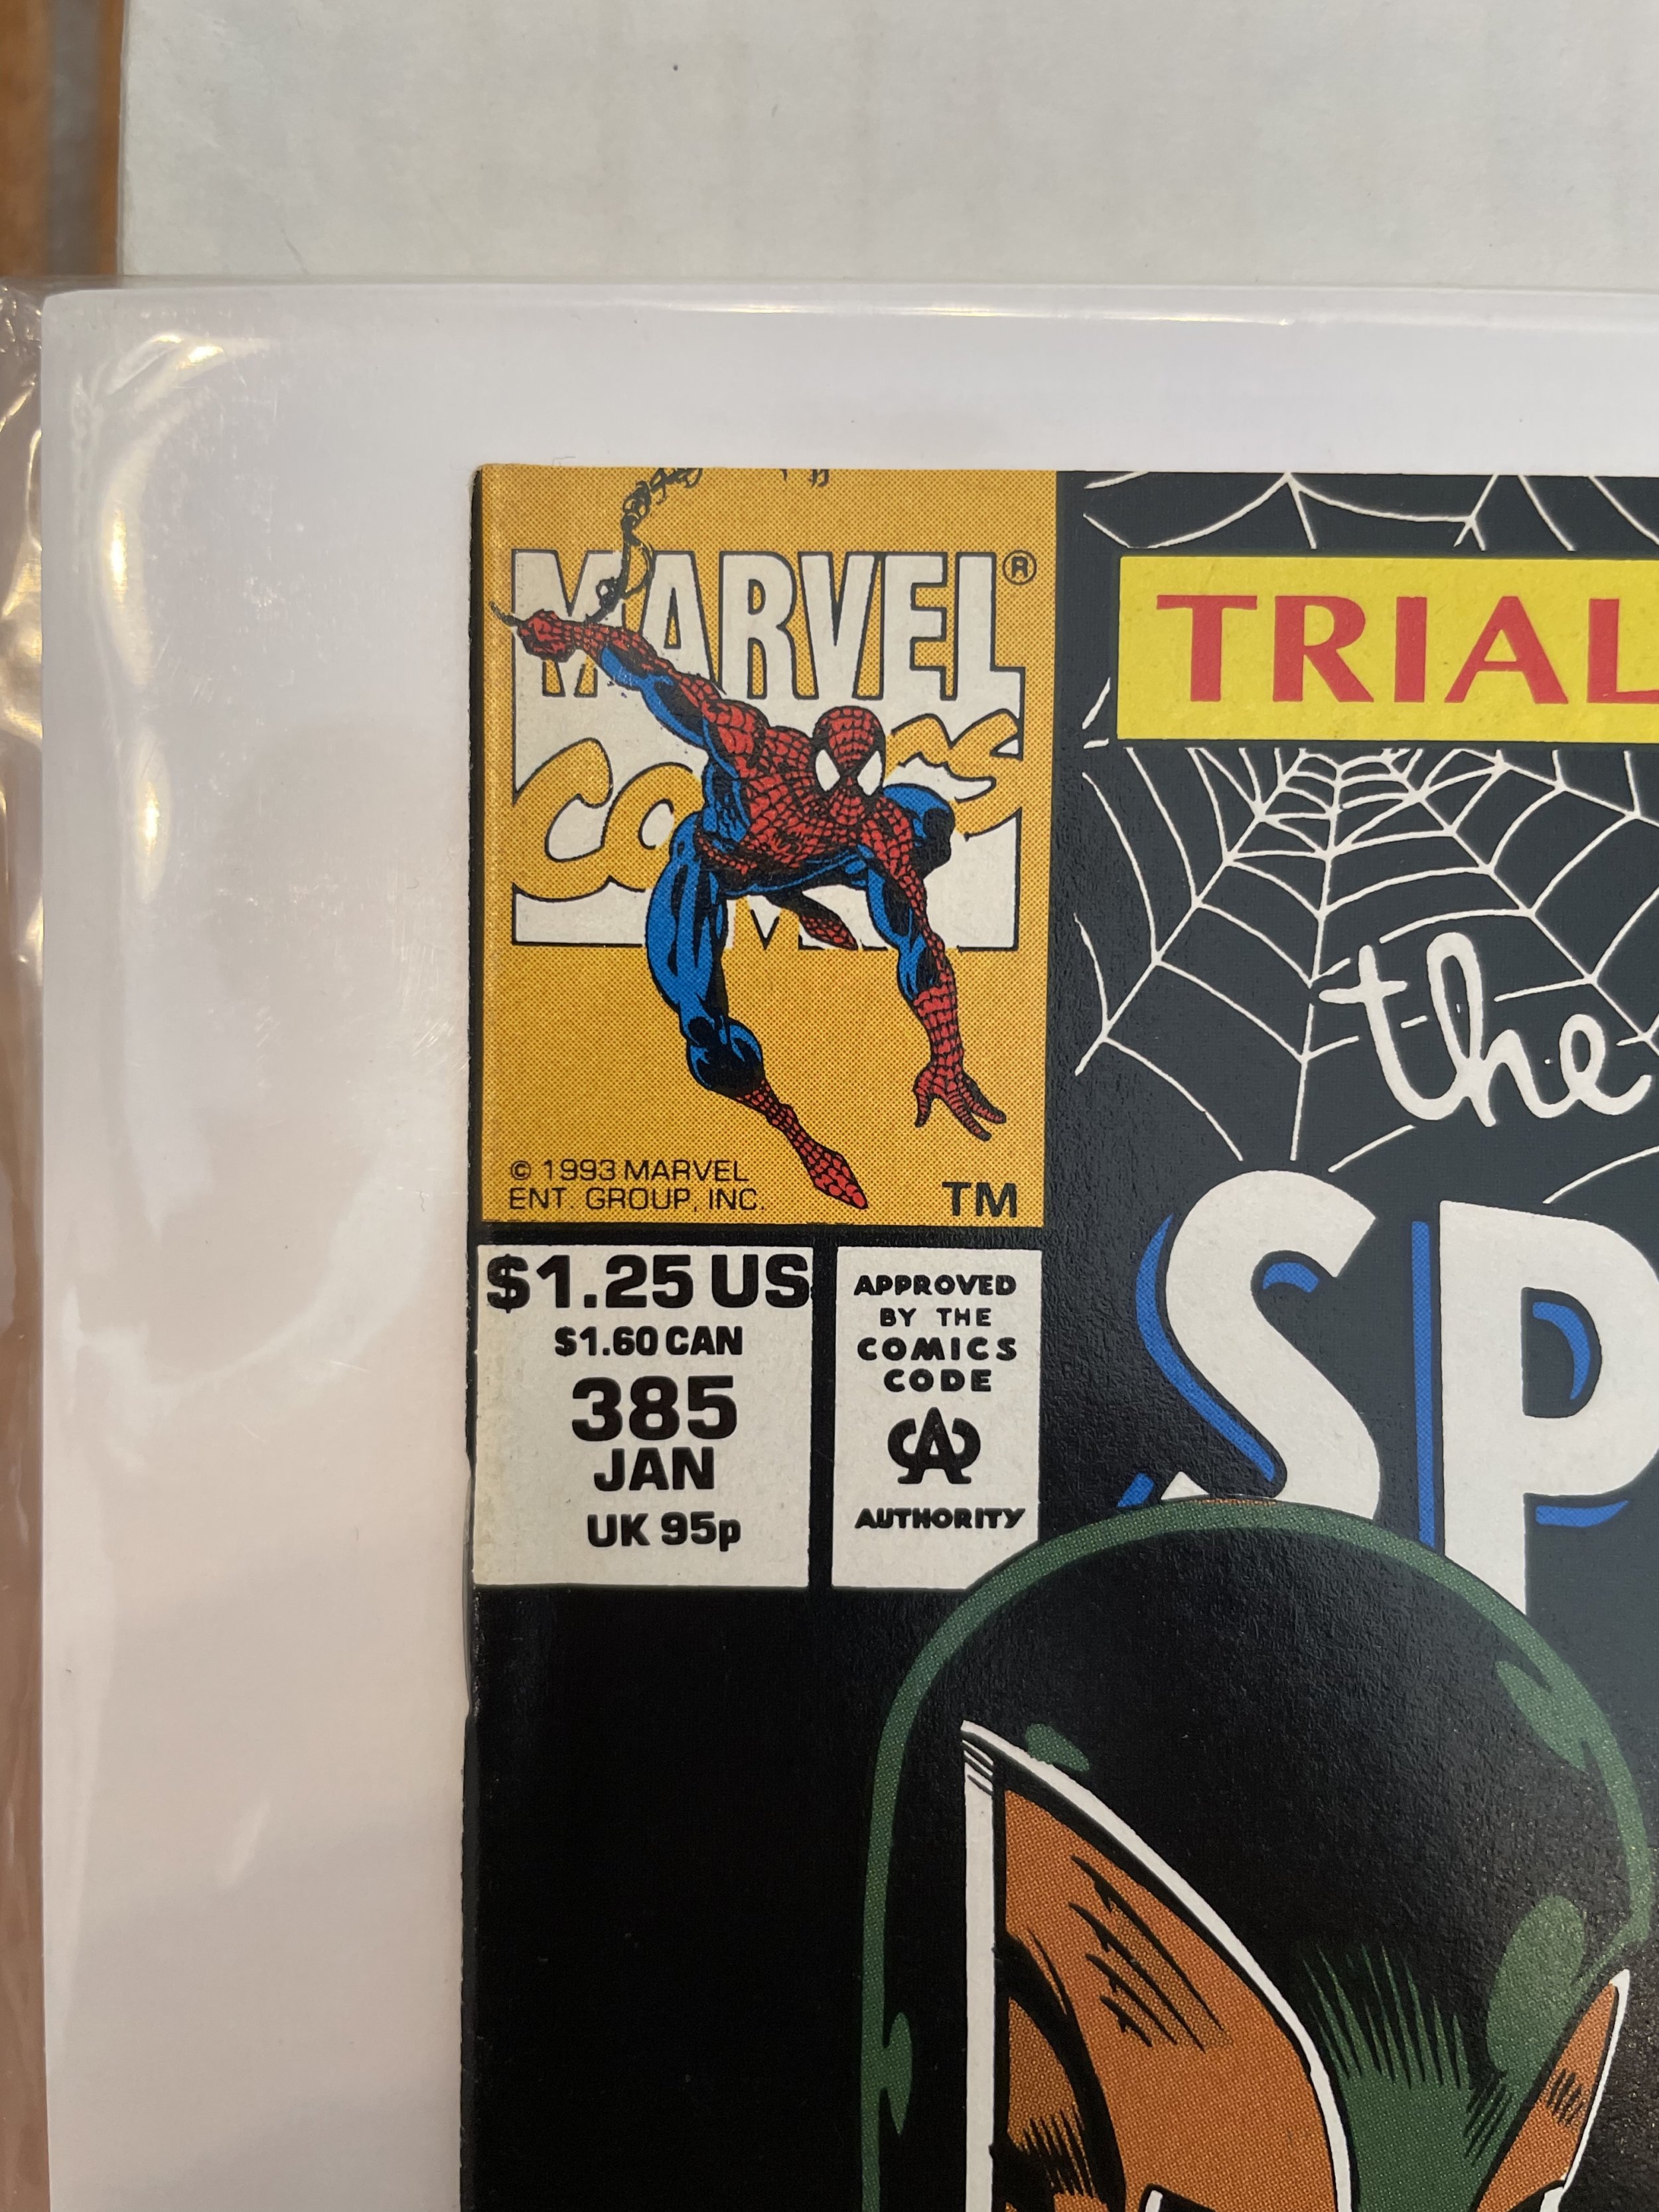 MARVEL®
COMICS
© 1993 MARVEL
ENT. GROUP, INC.
TM
$1.25 US
$1.60 CAN
385
JAN
UK 95p
APPROVED
BY THE
COMICS
CODE
CA
AUTHORITY
TRIAL
the
SP